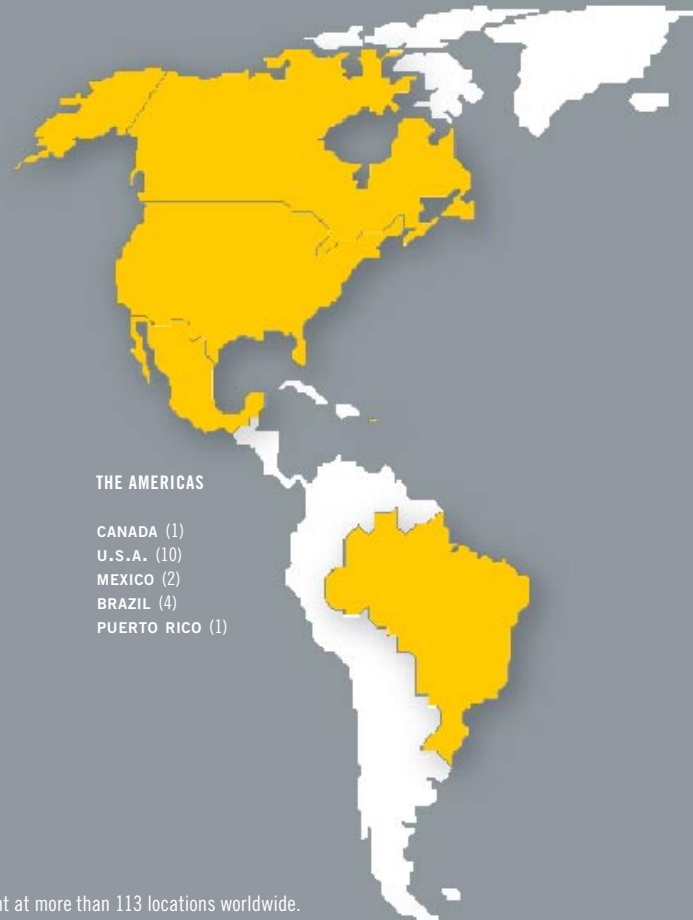 THE AMERICAS
CANADA (1)
U.S.A. (10)
MEXICO (2)
BRAZIL (4)
PUERTO RICO (1)
at more than 113 locations worldwide.